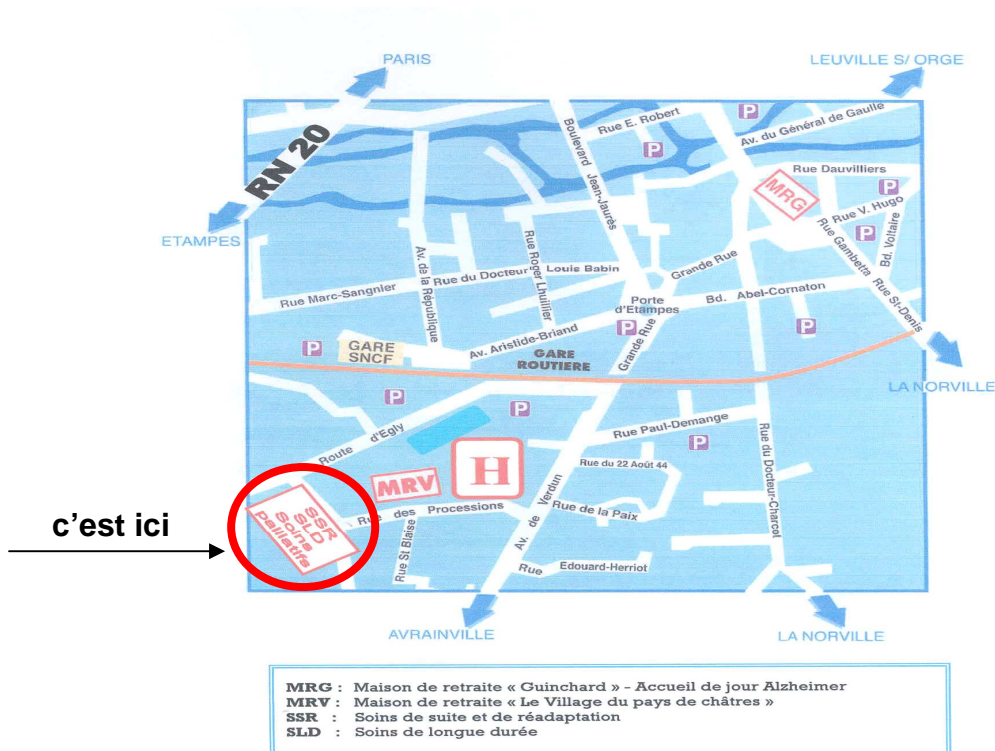 PARIS
LEUVILLE S/ ORGE
RN 20
ETAMPES
Rue E. Robert
P
Av. du Général de Gaulle
P
Boulevard Jean-Jaurès
Rue Dauvilliers
MRG
P
Rue V. Hugo
P
Bd. Voltaire
Rue Gambetta
Rue St-Denis
Av. de la République
Rue Roger Lhuillier
Rue du Docteur Louis Babin
Rue Marc-Sangnier
Grande Rue
Porte
d'Etampes
Bd. Abel-Cornaton
P
P
Grande Rue
Av. Aristide-Briand
P
GARE
SNCF
GARE
ROUTIERE
LA NORVILLE
P
P
Route d'Egly
Rue Paul-Demange
P
H
MRV
Rue du 22 Août 44
Rue du Docteur-Charcot
c'est ici
SSR
SLD
Soins
palliatifs
Rue des Processions
Rue St Blaise
Av. de Verdun
Rue de la Paix
Rue Edouard-Herriot
AVRAINVILLE
LA NORVILLE
MRG : Maison de retraite « Guinchard » - Accueil de jour Alzheimer
MRV : Maison de retraite « Le Village du pays de châtres »
SSR : Soins de suite et de réadaptation
SLD : Soins de longue durée